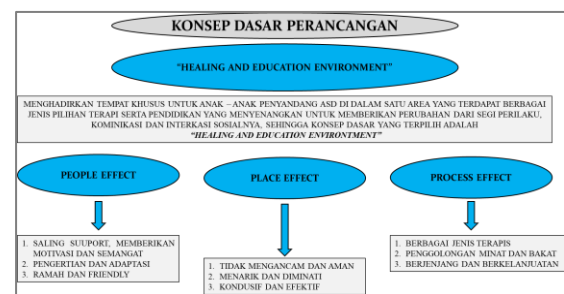 KONSEP DASAR PERANCANGAN
“HEALING AND EDUCATION ENVIRONMENT”
MENGHADIRKAN TEMPAT KHUSUS UNTUK ANAK – ANAK PENYANDANG ASD DI DALAM SATU AREA YANG TERDAPAT BERBAGAI
JENIS PILIHAN TERAPI SERTA PENDIDIKAN YANG MENYENANGKAN UNTUK MEMBERIKAN PERUBAHAN DARI SEGI PERILAKU,
KOMINIKASI DAN INTERKASI SOSIALNYA, SEHINGGA KONSEP DASAR YANG TERPILIH ADALAH
“HEALING AND EDUCATION ENVIRONTMENT”
PEOPLE EFFECT
1. SALING SUUPORT, MEMBERIKAN
MOTIVASI DAN SEMANGAT
2. PENGERTIAN DAN ADAPTASI
3. RAMAH DAN FRIENDLY
PLACE EFFECT
1. TIDAK MENGANCAM DAN AMAN
2. MENARIK DAN DIMINATI
3. KONDUSIF DAN EFEKTIF
PROCESS EFFECT
1. BERBAGAI JENIS TERAPIS
2. PENGGOLONGAN MINAT DAN BAKAT
3. BERJENJANG DAN BERKELANJUATAN